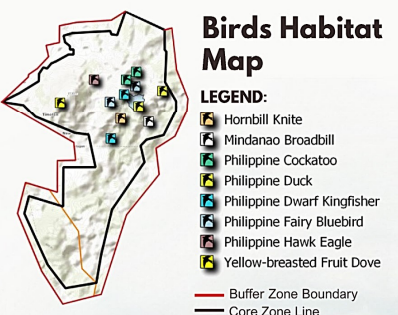 Birds Habitat
Map
LEGEND:
Hornbill Knite
Mindanao Broadbill
Philippine Cockatoo
Philippine Duck
Philippine Dwarf Kingfisher
Philippine Fairy Bluebird
Philippine Hawk Eagle
Yellow-breasted Fruit Dove
Buffer Zone Boundary
Core Zone Line